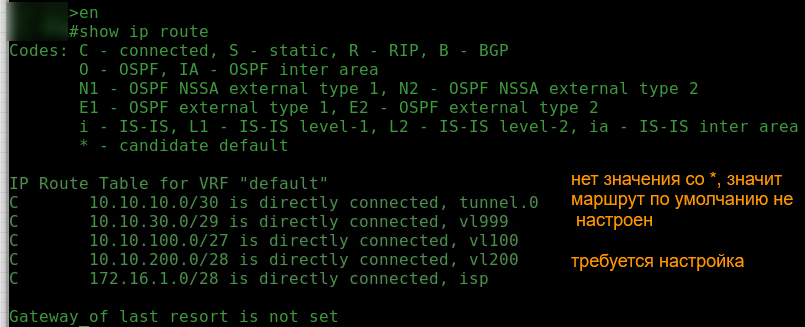 >en
#show ip route
Codes: C - connected, S - static, R - RIP, B - BGP
O - OSPF, IA - OSPF inter area
N1 - OSPF NSSA external type 1, N2 - OSPF NSSA external type 2
E1 - OSPF external type 1, E2 - OSPF external type 2
i - IS-IS, L1 - IS-IS level-1, L2 - IS-IS level-2, ia - IS-IS inter area
* - candidate default
IP Route Table for VRF "default"
C 10.10.10.0/30 is directly connected, tunnel.0
C 10.10.30.0/29 is directly connected, vl999
C 10.10.100.0/27 is directly connected, vl100
C 10.10.200.0/28 is directly connected, vl200
C 172.16.1.0/28 is directly connected, isp
Gateway of last resort is not set
нет значения со *, значит
маршрут по умолчанию не
настроен
требуется настройка